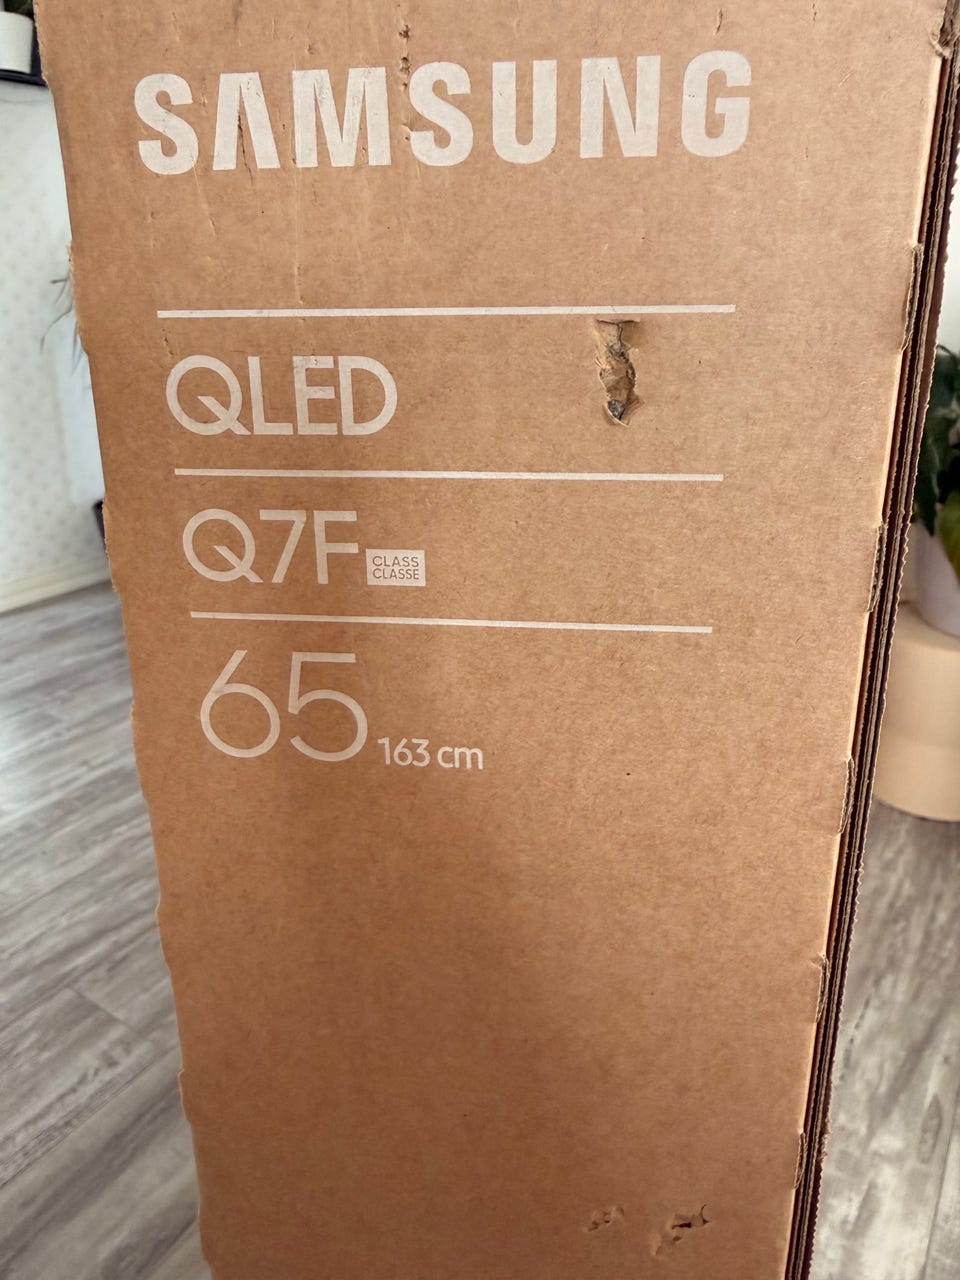 SAMSUNG
QLED
Q7F CLASS
CLASSE
65 163 cm